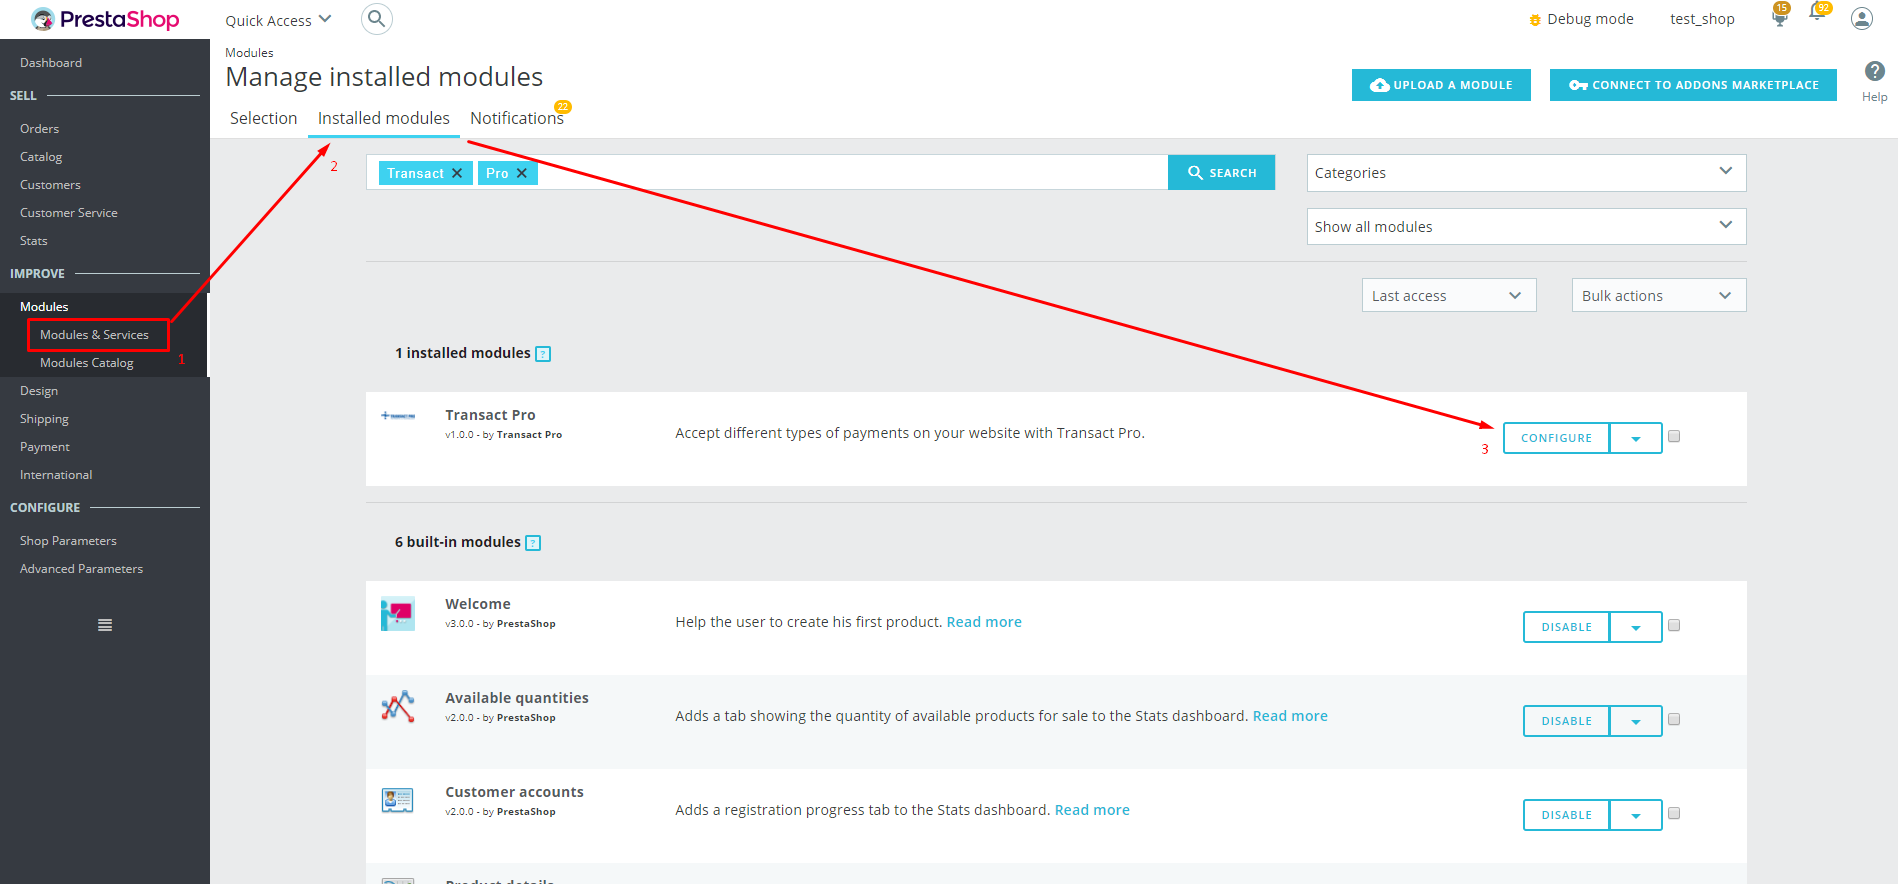 PrestaShop
Quick Access
Debug mode
test_shop
15
92
Dashboard
SELL
Orders
Catalog
Customers
Customer Service
Stats
IMPROVE
Modules
Modules & Services
1
Modules Catalog
Design
Shipping
Payment
International
CONFIGURE
Shop Parameters
Advanced Parameters
Modules
Manage installed modules
UPLOAD A MODULE
CONNECT TO ADDONS MARKETPLACE
?
Help
Selection
Installed modules
Notifications
22
2
Transact
Pro
SEARCH
Categories
Show all modules
Last access
Bulk actions
1 installed modules ?
Transact Pro
v1.0.0 - by Transact Pro
Accept different types of payments on your website with Transact Pro.
3
CONFIGURE
6 built-in modules ?
Welcome
v3.0.0 - by PrestaShop
Help the user to create his first product. Read more
DISABLE
Available quantities
v2.0.0 - by PrestaShop
Adds a tab showing the quantity of available products for sale to the Stats dashboard. Read more
DISABLE
Customer accounts
v2.0.0 - by PrestaShop
Adds a registration progress tab to the Stats dashboard. Read more
DISABLE
Product details